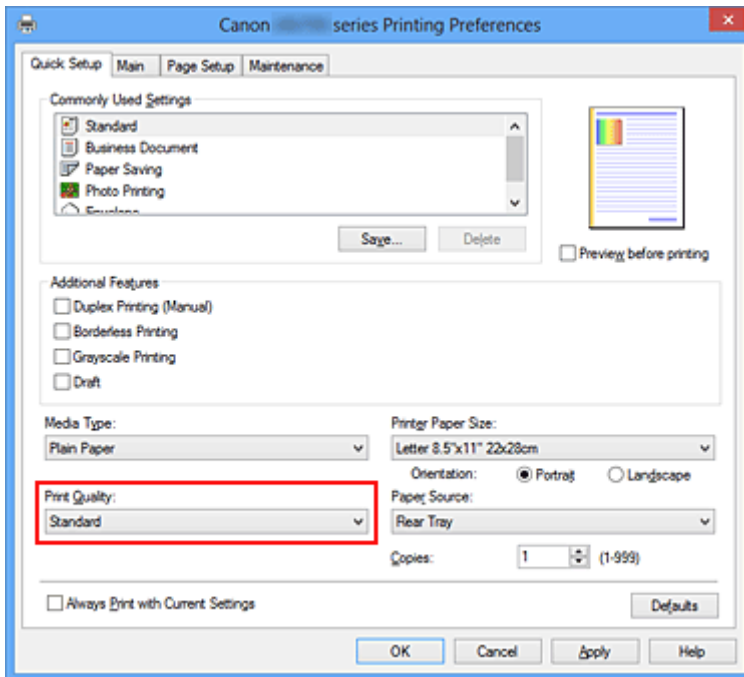 Canon series Printing Preferences
Quick Setup Main Page Setup Maintenance
Commonly Used Settings
Standard
Business Document
Paper Saving
Photo Printing
Envelope
Save... Delete
Preview before printing
Additional Features
Duplex Printing (Manual)
Borderless Printing
Grayscale Printing
Draft
Media Type: Printer Paper Size:
Plain Paper Letter 8.5"x11" 22x28cm
Orientation: Portrait Landscape
Print Quality: Paper Source:
Standard Rear Tray
Copies: 1 (1-999)
Always Print with Current Settings Defaults
OK Cancel Apply Help